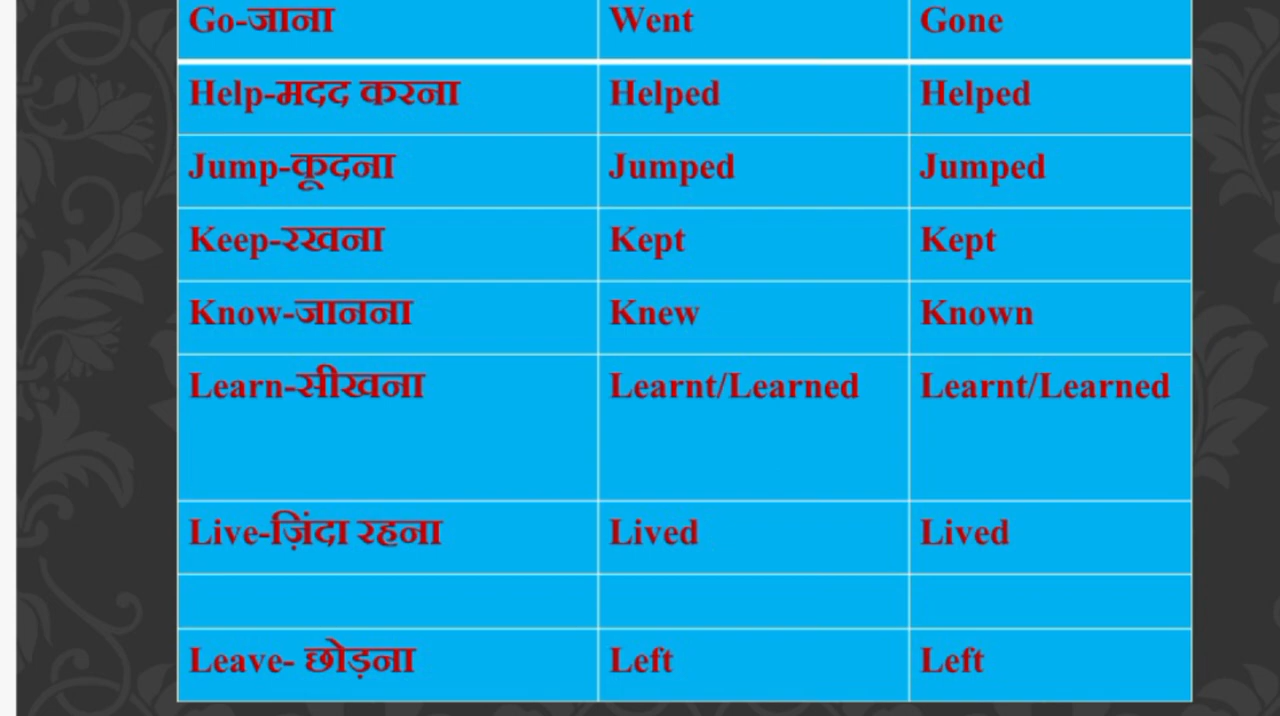 Go-जाना Went Gone
Help-मदद करना Helped Helped
Jump-कूदना Jumped Jumped
Keep-रखना Kept Kept
Know-जानना Knew Known
Learn-सीखना Learnt/Learned Learnt/Learned
Live-ज़िंदा रहना Lived Lived
Leave- छोड़ना Left Left